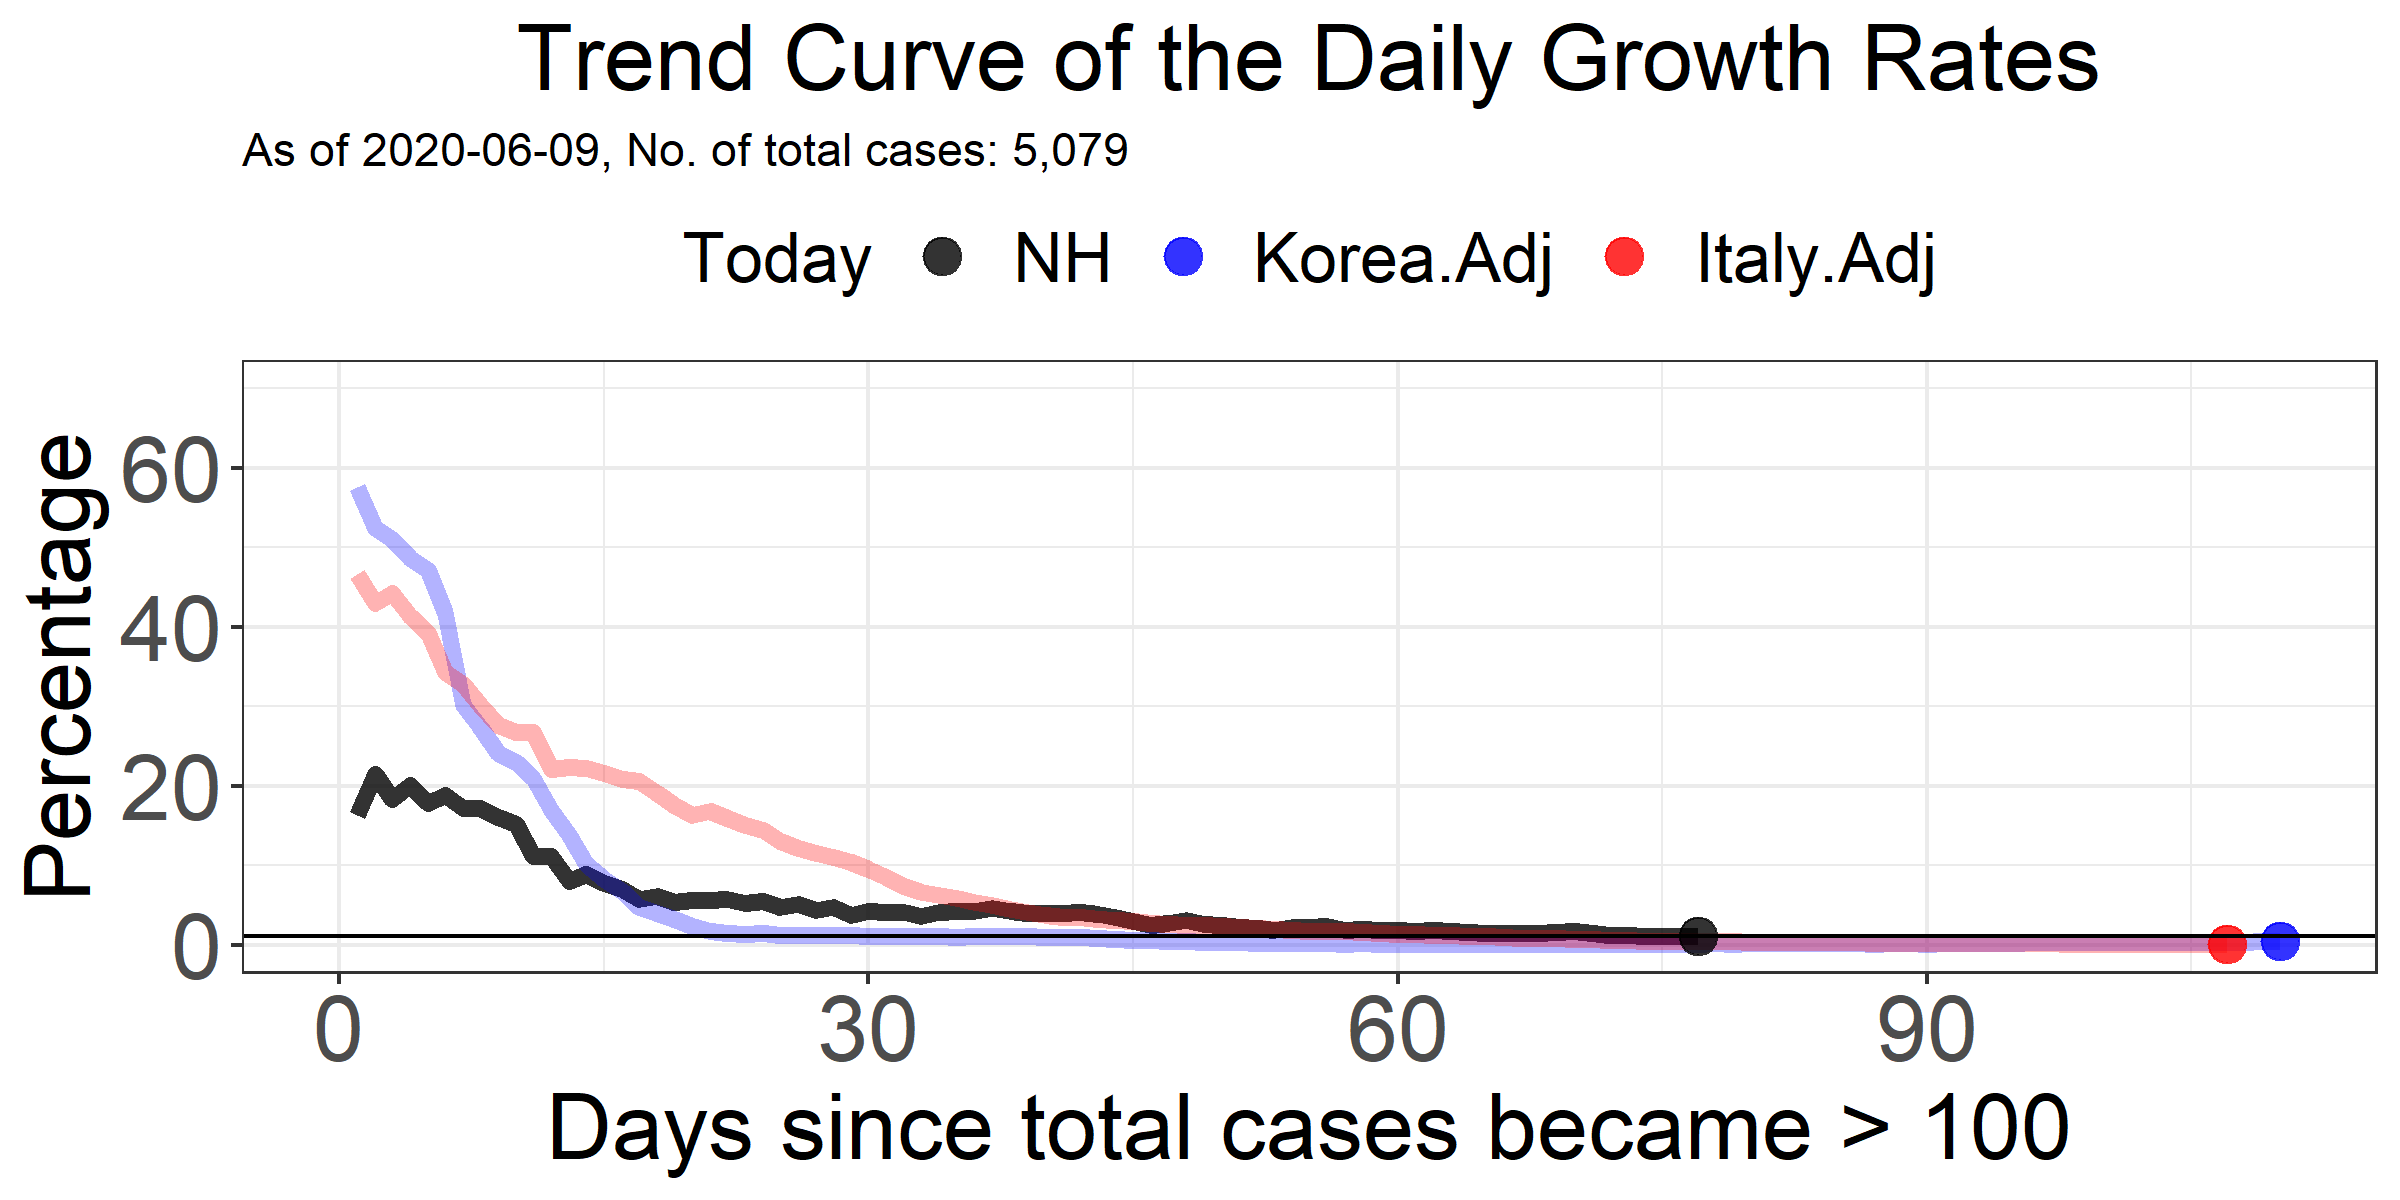 Trend Curve of the Daily Growth Rates
As of 2020-06-09, No. of total cases: 5,079
Today NH Korea.Adj Italy.Adj
Percentage
60
40
20
0
0 30 60 90
Days since total cases became > 100